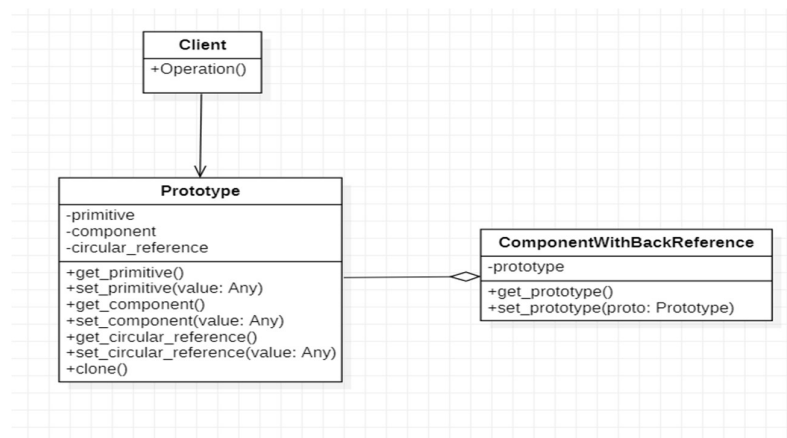 Client
+Operation()
Prototype
-primitive
-component
-circular_reference
+get_primitive()
+set_primitive(value: Any)
+get_component()
+set_component(value: Any)
+get_circular_reference()
+set_circular_reference(value: Any)
+clone()
ComponentWithBackReference
-prototype
+get_prototype()
+set_prototype(proto: Prototype)